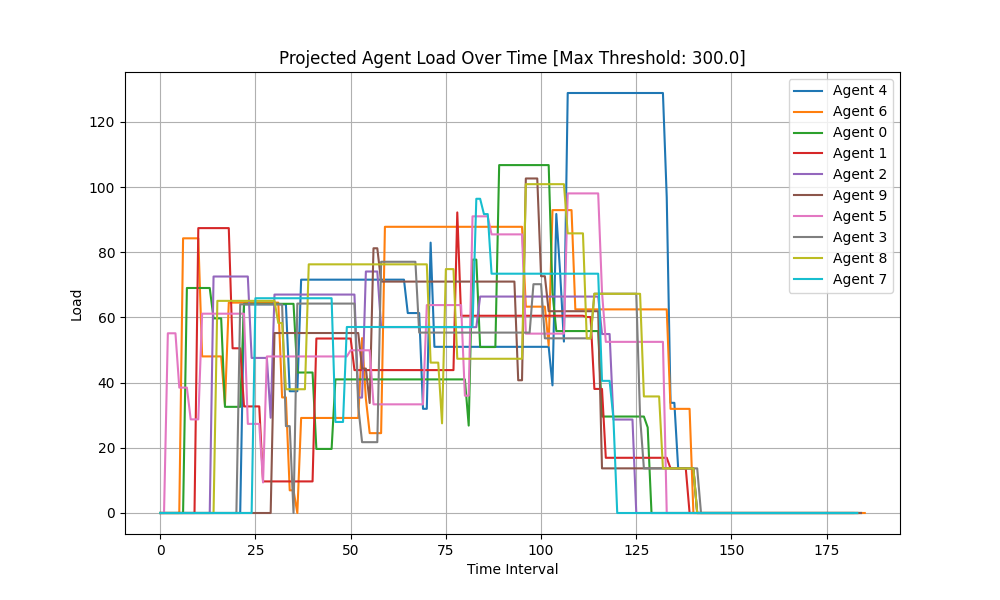 Projected Agent Load Over Time [Max Threshold: 300.0]
Load
120
100
80
60
40
20
0
0 25 50 75 100 125 150 175
Time Interval
Agent 4
Agent 6
Agent 0
Agent 1
Agent 2
Agent 9
Agent 5
Agent 3
Agent 8
Agent 7